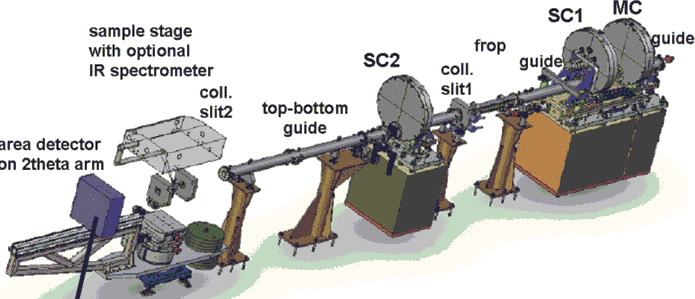 sample stage
with optional
IR spectrometer
coll.
slit2
area detector
on 2theta arm
top-bottom
guide
SC2
coll.
slit1
frop
guide
SC1
MC
guide